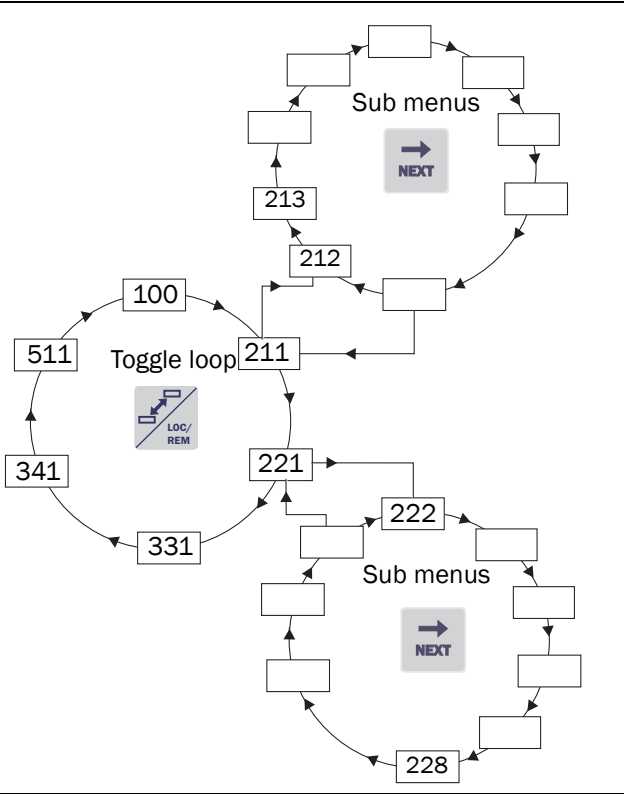 Sub menus
NEXT
213
212
100
511
Toggle loop
211
LOC/
REM
341
221
331
222
Sub menus
NEXT
228